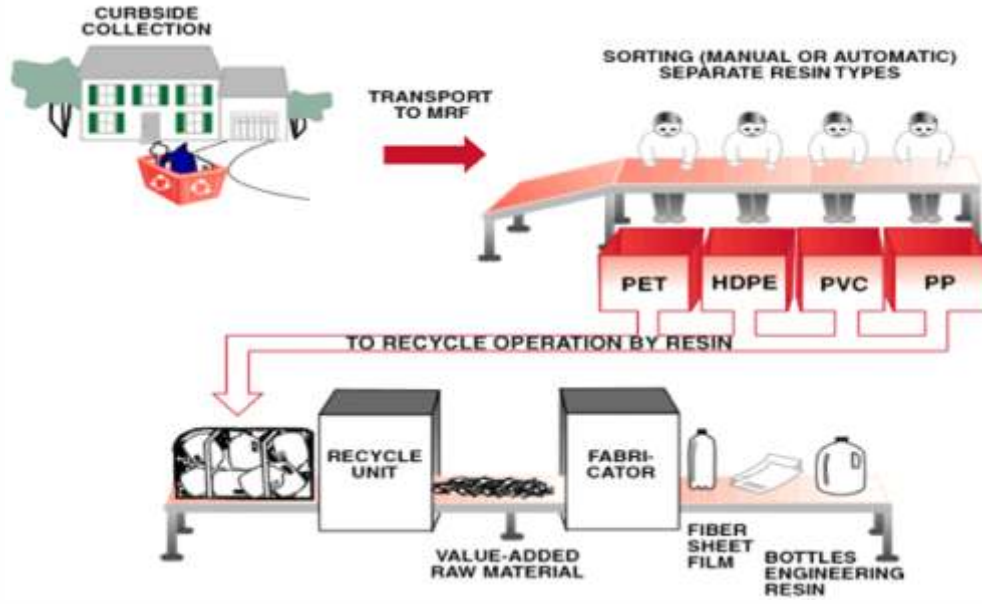 CURBSIDE
COLLECTION
TRANSPORT
TO MRF
SORTING (MANUAL OR AUTOMATIC)
SEPARATE RESIN TYPES
PET
HDPE
PVC
PP
TO RECYCLE OPERATION BY RESIN
RECYCLE
UNIT
VALUE-ADDED
RAW MATERIAL
FABRI-
CATOR
FIBER
SHEET
FILM
BOTTLES
ENGINEERING
RESIN